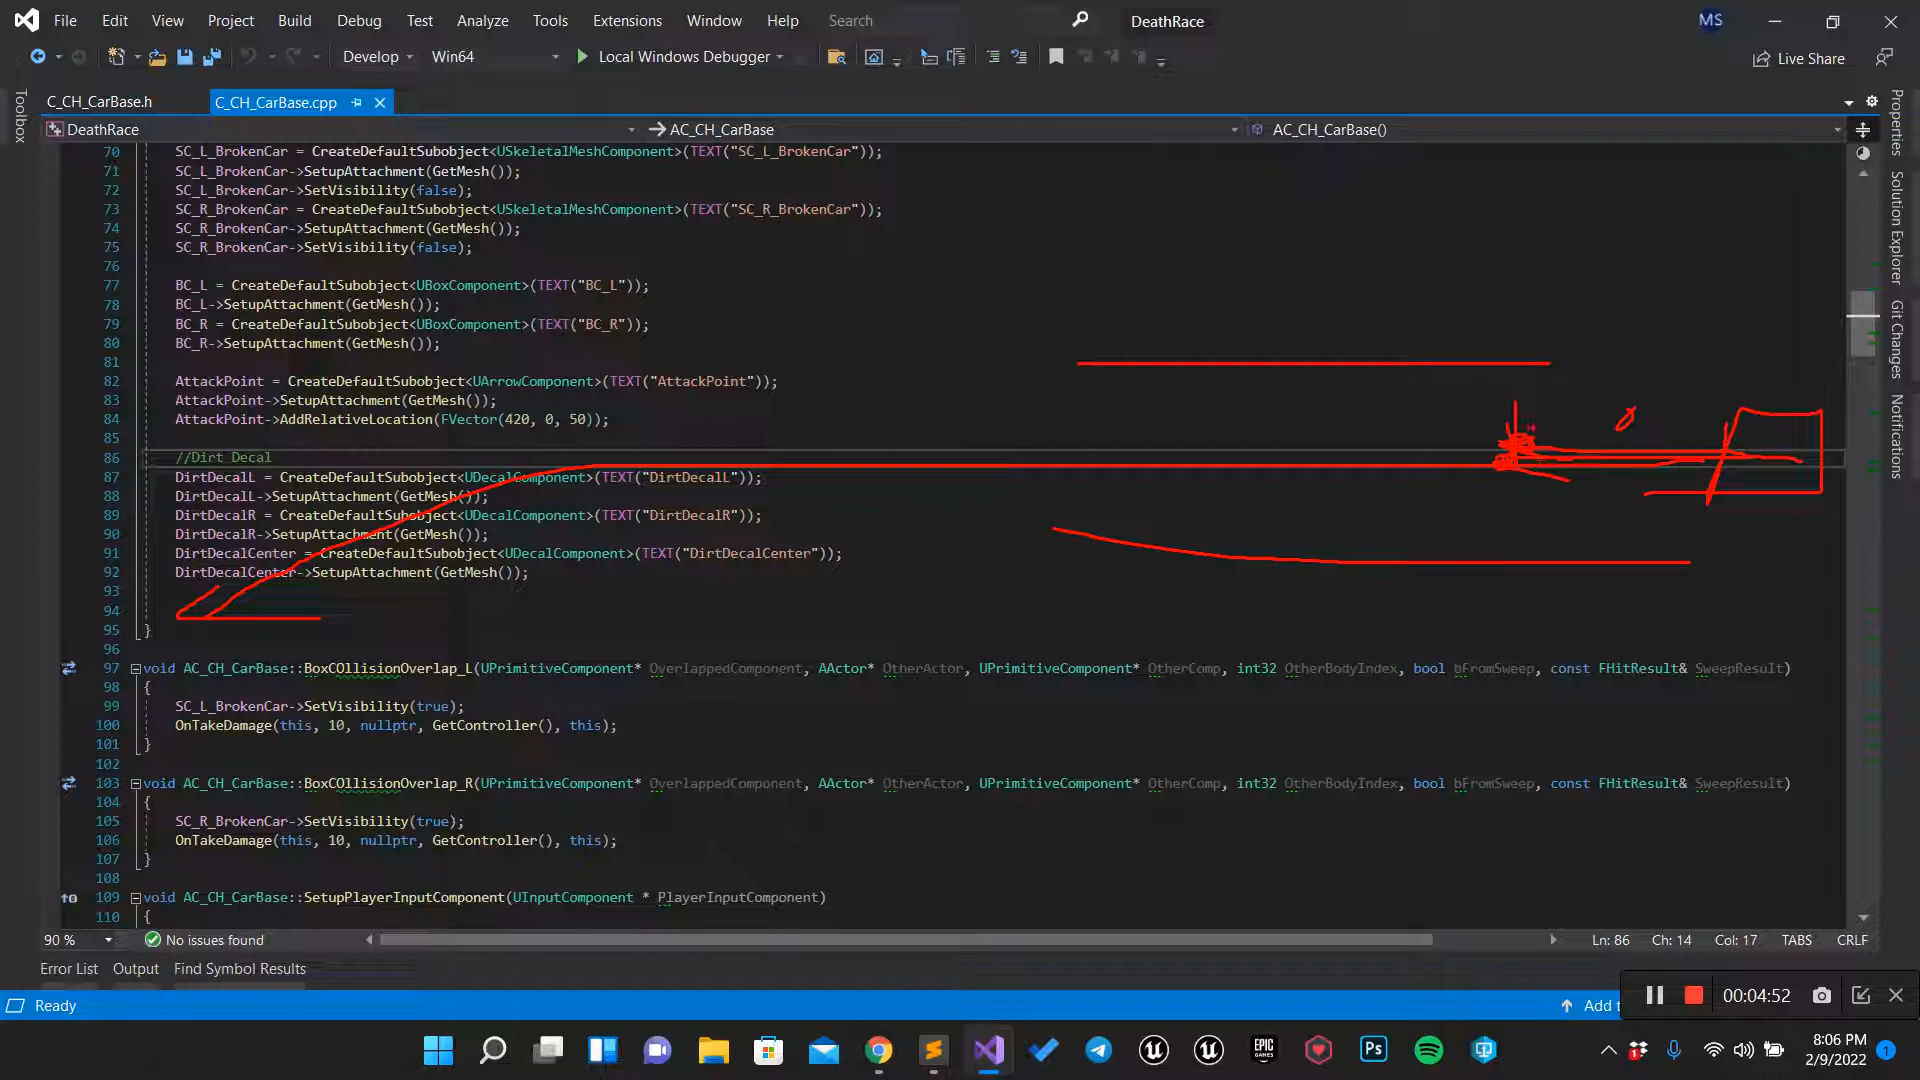 File Edit View Project Build Debug Test Analyze Tools Extensions Window Help Search DeathRace MS
Develop Win64 Local Windows Debugger Live Share
Toolbox
C_CH_CarBase.h C_CH_CarBase.cpp
DeathRace AC_CH_CarBase AC_CH_CarBase()
70 SC_L_BrokenCar = CreateDefaultSubobject<USkeletalMeshComponent>(TEXT("SC_L_BrokenCar"));
71 SC_L_BrokenCar->SetupAttachment(GetMesh());
72 SC_L_BrokenCar->SetVisibility(false);
73 SC_R_BrokenCar = CreateDefaultSubobject<USkeletalMeshComponent>(TEXT("SC_R_BrokenCar"));
74 SC_R_BrokenCar->SetupAttachment(GetMesh());
75 SC_R_BrokenCar->SetVisibility(false);
76
77 BC_L = CreateDefaultSubobject<UBoxComponent>(TEXT("BC_L"));
78 BC_L->SetupAttachment(GetMesh());
79 BC_R = CreateDefaultSubobject<UBoxComponent>(TEXT("BC_R"));
80 BC_R->SetupAttachment(GetMesh());
81
82 AttackPoint = CreateDefaultSubobject<UArrowComponent>(TEXT("AttackPoint"));
83 AttackPoint->SetupAttachment(GetMesh());
84 AttackPoint->AddRelativeLocation(FVector(420, 0, 50));
85
86 //Dirt Decal
87 DirtDecalL = CreateDefaultSubobject<UDecalComponent>(TEXT("DirtDecalL"));
88 DirtDecalL->SetupAttachment(GetMesh());
89 DirtDecalR = CreateDefaultSubobject<UDecalComponent>(TEXT("DirtDecalR"));
90 DirtDecalR->SetupAttachment(GetMesh());
91 DirtDecalCenter = CreateDefaultSubobject<UDecalComponent>(TEXT("DirtDecalCenter"));
92 DirtDecalCenter->SetupAttachment(GetMesh());
93
94
95 }
96
97 void AC_CH_CarBase::BoxCOllisionOverlap_L(UPrimitiveComponent* OverlappedComponent, AActor* OtherActor, UPrimitiveComponent* OtherComp, int32 OtherBodyIndex, bool bFromSweep, const FHitResult& SweepResult)
98 {
99 SC_L_BrokenCar->SetVisibility(true);
100 OnTakeDamage(this, 10, nullptr, GetController(), this);
101 }
102
103 void AC_CH_CarBase::BoxCOllisionOverlap_R(UPrimitiveComponent* OverlappedComponent, AActor* OtherActor, UPrimitiveComponent* OtherComp, int32 OtherBodyIndex, bool bFromSweep, const FHitResult& SweepResult)
104 {
105 SC_R_BrokenCar->SetVisibility(true);
106 OnTakeDamage(this, 10, nullptr, GetController(), this);
107 }
108
109 void AC_CH_CarBase::SetupPlayerInputComponent(UInputComponent * PlayerInputComponent)
110 {
Properties
Solution Explorer
Git Changes
Notifications
90 % No issues found Ln: 86 Ch: 14 Col: 17 TABS CRLF
Error List Output Find Symbol Results
Ready Add t
00:04:52
EPIC GAMES
Ps
1
8:06 PM
2/9/2022
1